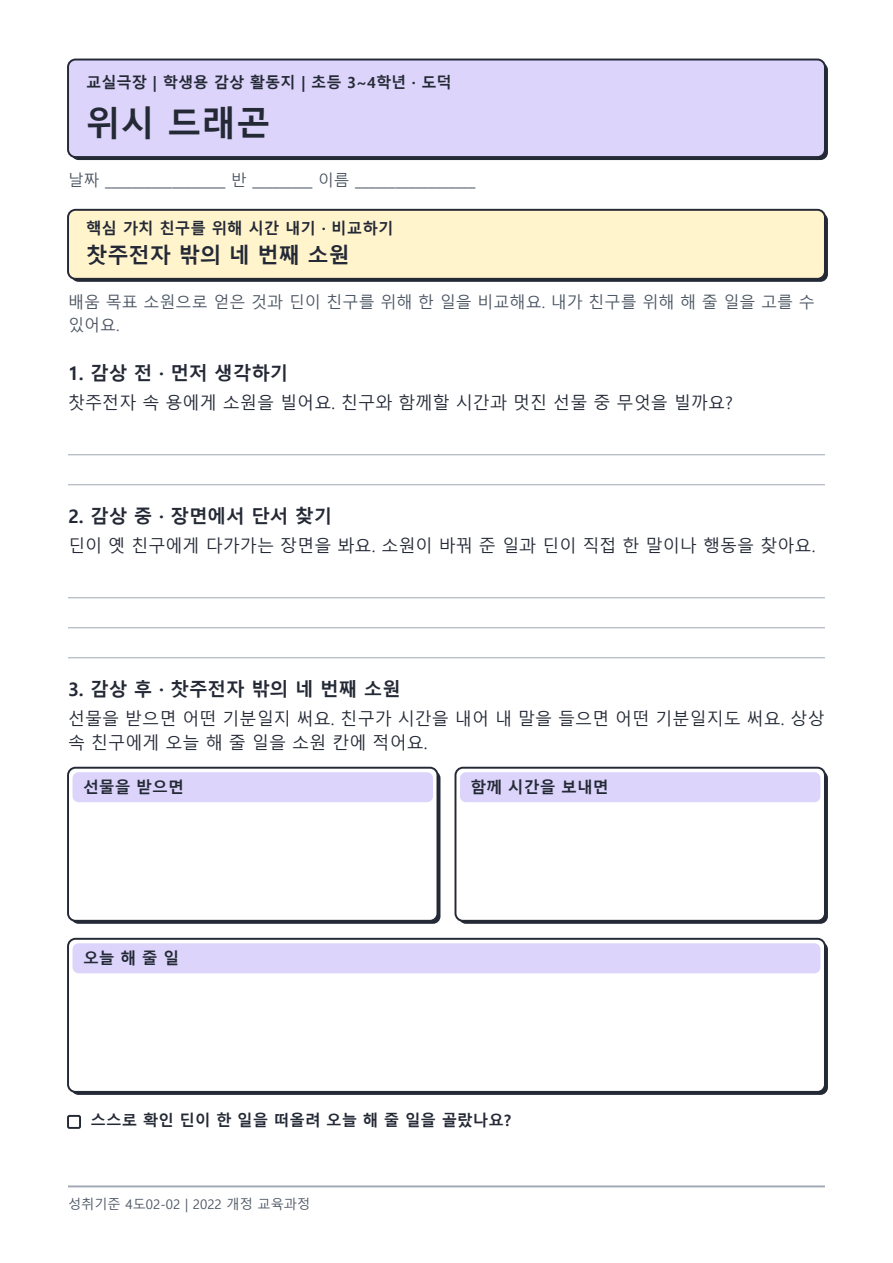 교실극장 | 학생용 감상 활동지 | 초등 3~4학년 · 도덕
위시 드래곤
날짜 ______________ 반 _______ 이름 ______________
핵심 가치 친구를 위해 시간 내기 · 비교하기
찻주전자 밖의 네 번째 소원
배움 목표 소원으로 얻은 것과 딘이 친구를 위해 한 일을 비교해요. 내가 친구를 위해 해 줄 일을 고를 수
있어요.
1. 감상 전 · 먼저 생각하기
찻주전자 속 용에게 소원을 빌어요. 친구와 함께할 시간과 멋진 선물 중 무엇을 빌까요?
2. 감상 중 · 장면에서 단서 찾기
딘이 옛 친구에게 다가가는 장면을 봐요. 소원이 바꿔 준 일과 딘이 직접 한 말이나 행동을 찾아요.
3. 감상 후 · 찻주전자 밖의 네 번째 소원
선물을 받으면 어떤 기분일지 써요. 친구가 시간을 내어 내 말을 들으면 어떤 기분일지도 써요. 상상
속 친구에게 오늘 해 줄 일을 소원 칸에 적어요.
선물을 받으면
함께 시간을 보내면
오늘 해 줄 일
스스로 확인 딘이 한 일을 떠올려 오늘 해 줄 일을 골랐나요?
성취기준 4도02-02 | 2022 개정 교육과정